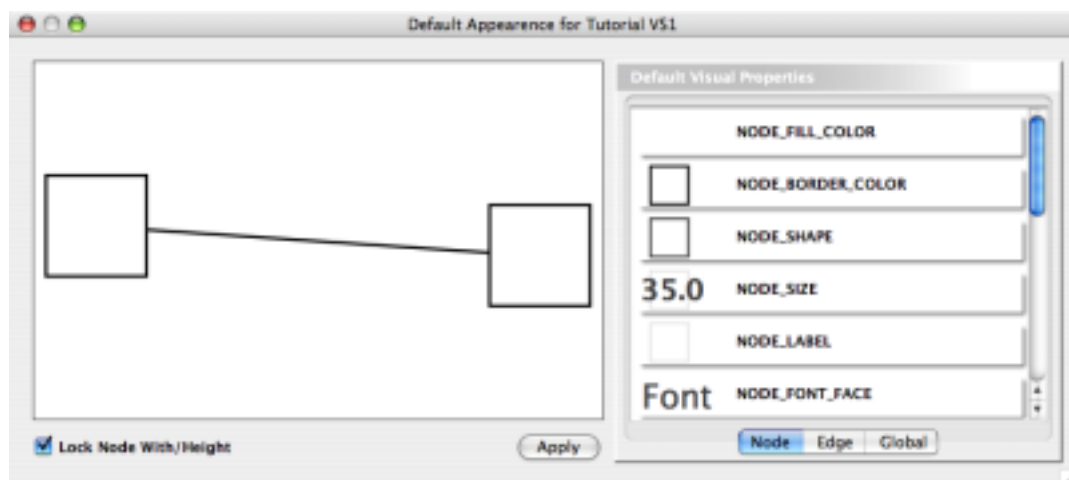 Default Appearence for Tutorial VS1
Default Visual Properties
NODE_FILL_COLOR
NODE_BORDER_COLOR
NODE_SHAPE
35.0 NODE_SIZE
NODE_LABEL
Font NODE_FONT_FACE
Lock Node With/Height
Apply
Node Edge Global